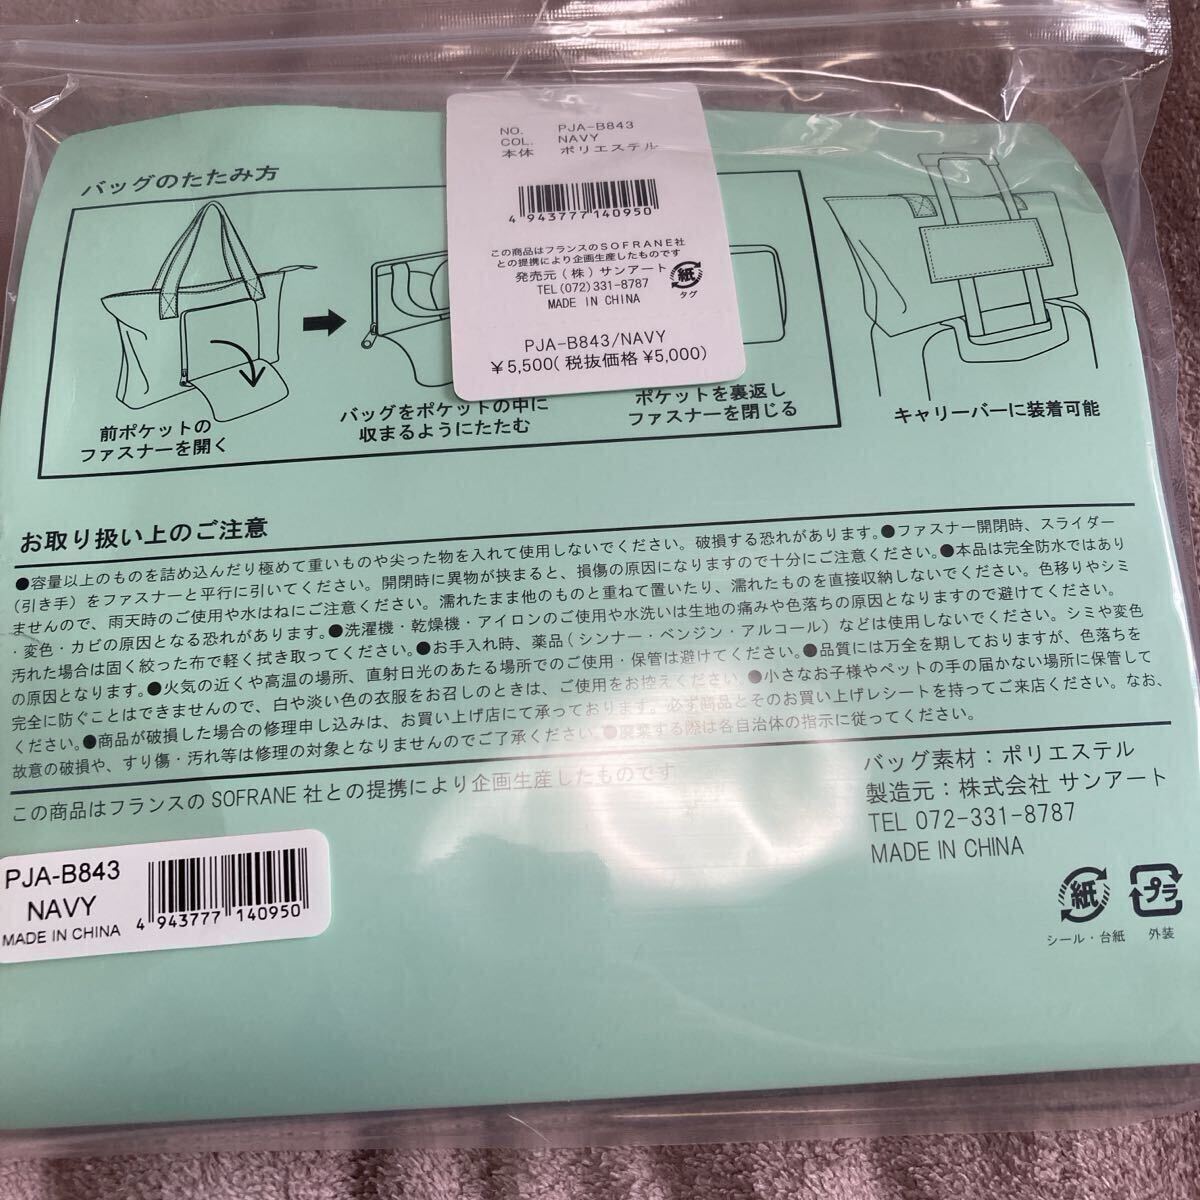 NO. PJA-B843
COL. NAVY
本体 ポリエステル
4 943777 140950
この商品はフランスのSOFRANE社
との提携により企画生産したものです
発売元(株)サンアート
TEL(072)331-8787
MADE IN CHINA
紙
タグ
PJA-B843/NAVY
¥5,500(税抜価格¥5,000)
バッグのたたみ方
前ポケットの
ファスナーを開く
バッグをポケットの中に
収まるようにたたむ
ポケットを裏返し
ファスナーを閉じる
キャリーバーに装着可能
お取り扱い上のご注意
●容量以上のものを詰め込んだり極めて重いものや尖った物を入れて使用しないでください。破損する恐れがあります。●ファスナー開閉時、スライダー
(引き手)をファスナーと平行に引いてください。開閉時に異物が挟まると、損傷の原因になりますので十分にご注意ください。●本品は完全防水ではあり
ませんので、雨天時のご使用や水はねにご注意ください。濡れたまま他のものと重ねて置いたり、濡れたものを直接収納しないでください。色移りやシミ
・変色・カビの原因となる恐れがあります。●洗濯機・乾燥機・アイロンのご使用や水洗いは生地の痛みや色落ちの原因となりますので避けてください。
汚れた場合は固く絞った布で軽く拭き取ってください。●お手入れ時、薬品(シンナー・ベンジン・アルコール)などは使用しないでください。シミや変色
の原因となります。●火気の近くや高温の場所、直射日光のあたる場所でのご使用・保管は避けてください。●品質には万全を期しておりますが、色落ちを
完全に防ぐことはできませんので、白や淡い色の衣服をお召しのときは、ご使用をお控えください。●小さなお子様やペットの手の届かない場所に保管して
ください。●商品が破損した場合の修理申し込みは、お買い上げ店にて承っております。必ず商品とそのお買い上げレシートを持ってご来店ください。なお、
故意の破損や、すり傷・汚れ等は修理の対象となりませんのでご了承ください。●廃棄する際は各自治体の指示に従ってください。
この商品はフランスのSOFRANE社との提携により企画生産したものです
バッグ素材:ポリエステル
製造元:株式会社 サンアート
TEL 072-331-8787
MADE IN CHINA
紙
シール・台紙
プラ
外装
PJA-B843
NAVY
MADE IN CHINA
4 943777 140950